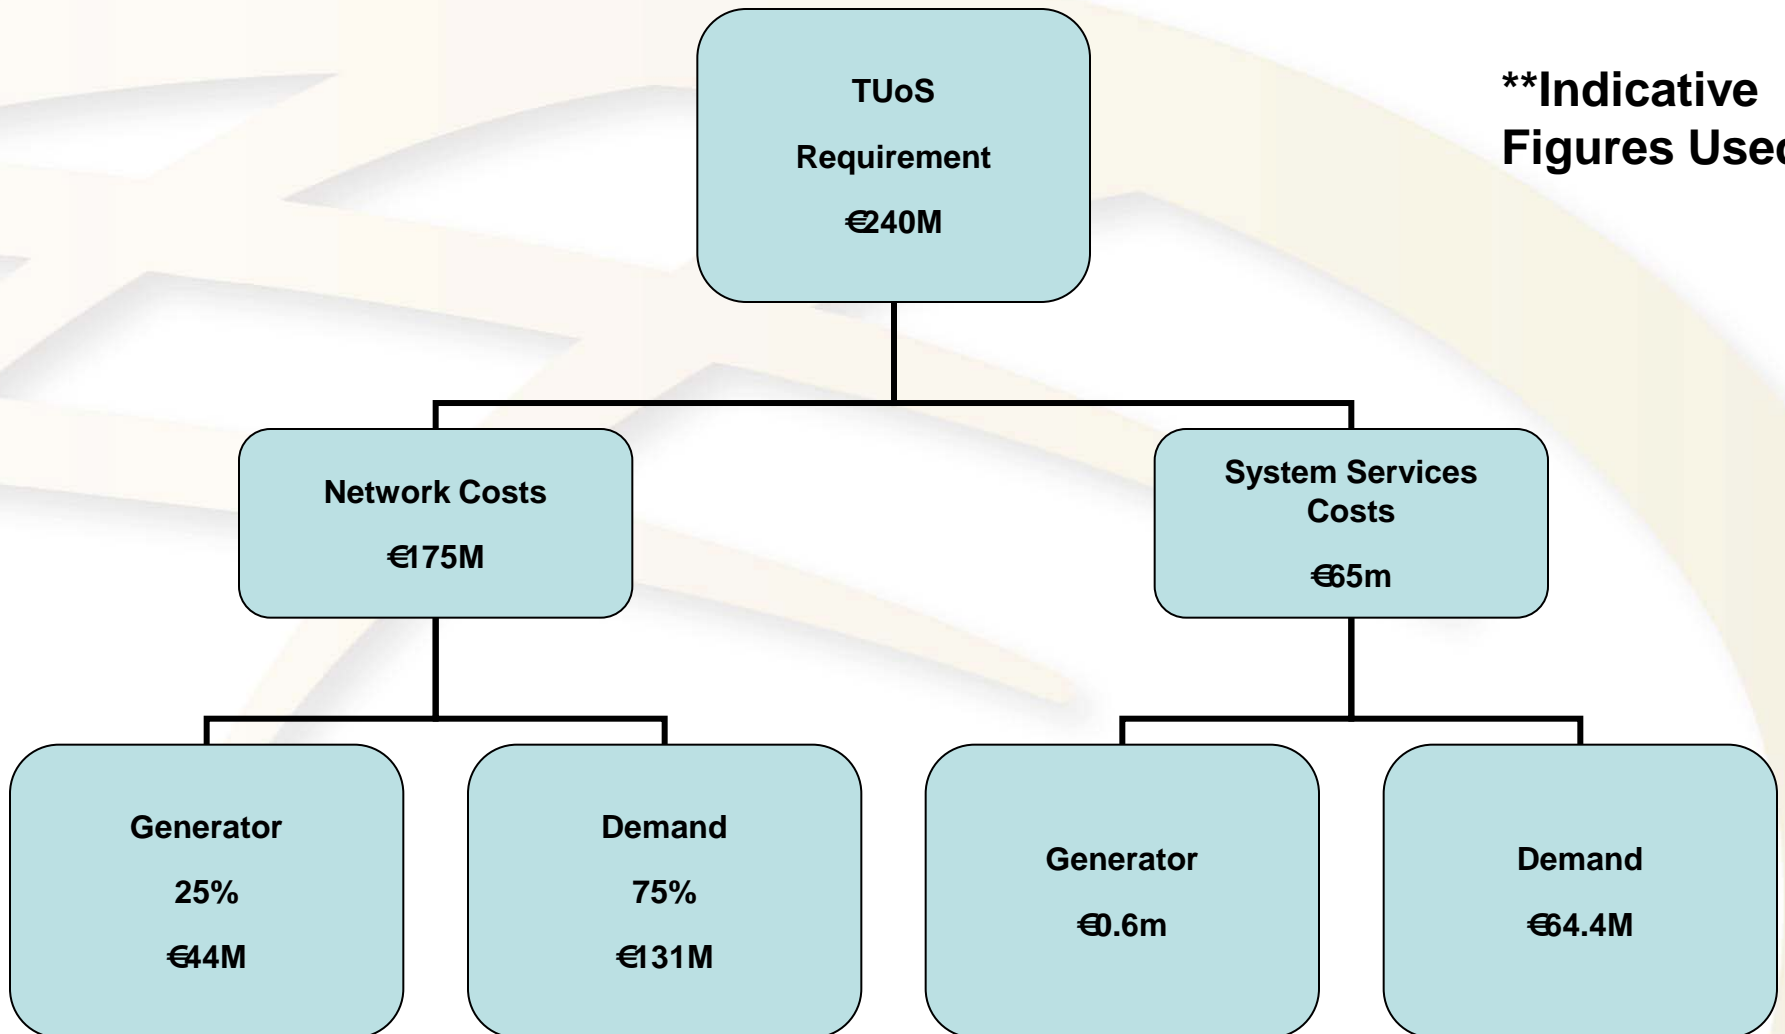 TUoS
Requirement
€240M
**Indicative
Figures Used
Network Costs
€175M
System Services
Costs
€65m
Generator
25%
€44M
Demand
75%
€131M
Generator
€0.6m
Demand
€64.4M